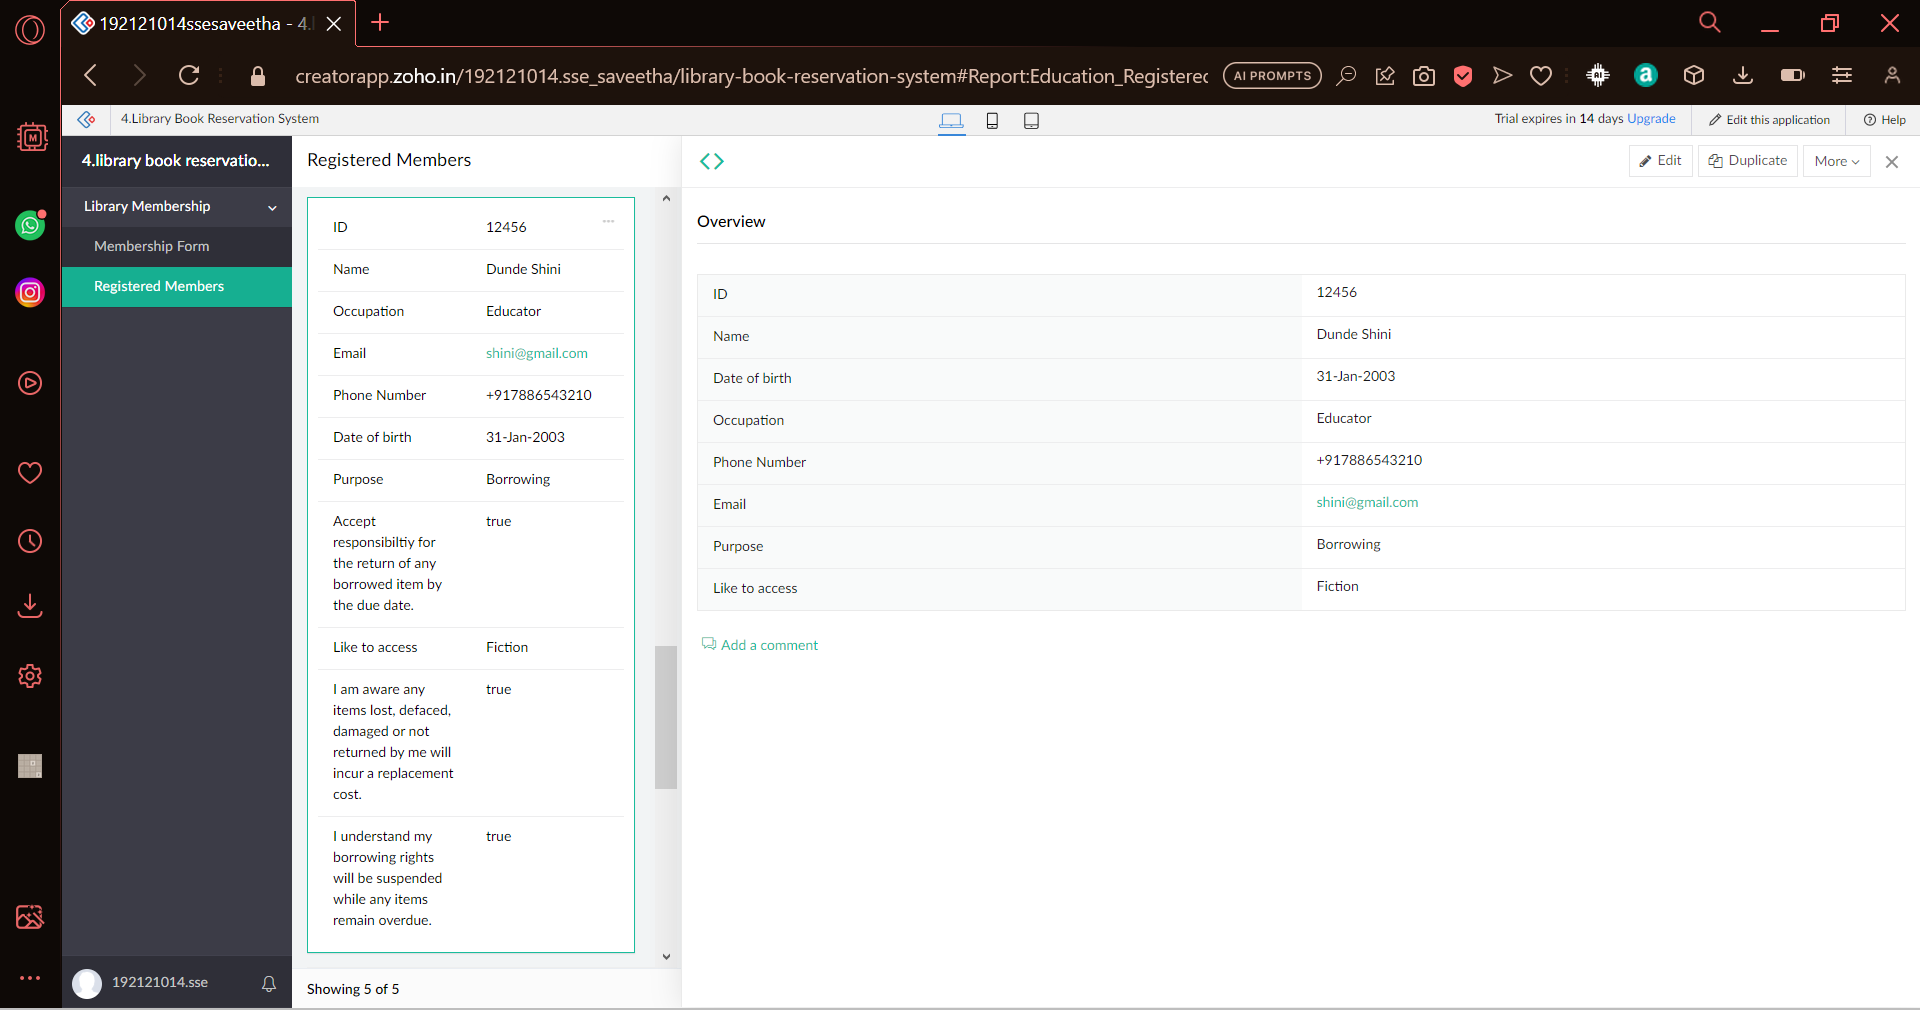 192121014ssesaveetha - 4.l
creatorapp.zoho.in/192121014.sse_saveetha/library-book-reservation-system#Report:Education_Registered
AI PROMPTS
4.Library Book Reservation System
Trial expires in 14 days Upgrade
Edit this application
Help
4.library book reservatio...
Library Membership
Membership Form
Registered Members
192121014.sse
Registered Members
ID 12456
Name Dunde Shini
Occupation Educator
Email shini@gmail.com
Phone Number +917886543210
Date of birth 31-Jan-2003
Purpose Borrowing
Accept true
responsibiltiy for
the return of any
borrowed item by
the due date.
Like to access Fiction
I am aware any true
items lost, defaced,
damaged or not
returned by me will
incur a replacement
cost.
I understand my true
borrowing rights
will be suspended
while any items
remain overdue.
Showing 5 of 5
Edit
Duplicate
More
Overview
ID 12456
Name Dunde Shini
Date of birth 31-Jan-2003
Occupation Educator
Phone Number +917886543210
Email shini@gmail.com
Purpose Borrowing
Like to access Fiction
Add a comment